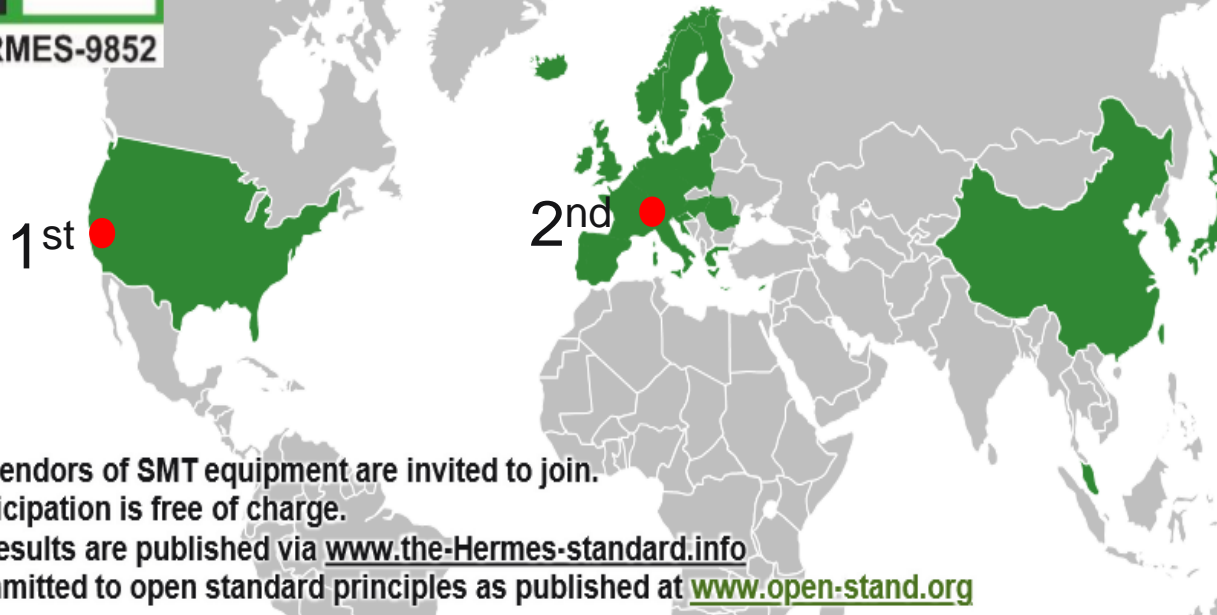 RMES-9852
1st
2nd
endors of SMT equipment are invited to join.
icipation is free of charge.
esults are published via www.the-Hermes-standard.info
mitted to open standard principles as published at www.open-stand.org